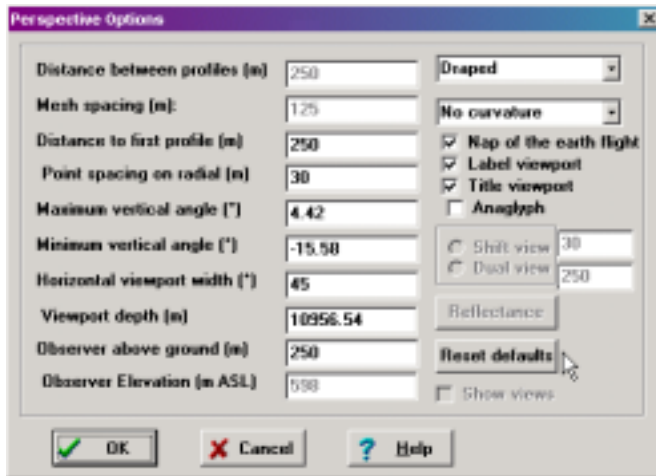 Perspective Options
Distance between profiles (m) 250
Mesh spacing (m): 125
Distance to first profile (m) 250
Point spacing on radial (m) 30
Maximum vertical angle (°) 4.42
Minimum vertical angle (°) -15.58
Horizontal viewport width (°) 45
Viewport depth (m) 10956.54
Observer above ground (m) 250
Observer Elevation (m ASL) 598
Draped
No curvature
Nap of the earth flight
Label viewport
Title viewport
Anaglyph
Shift view 30
Dual view 250
Reflectance
Reset defaults
Show views
OK
Cancel
Help